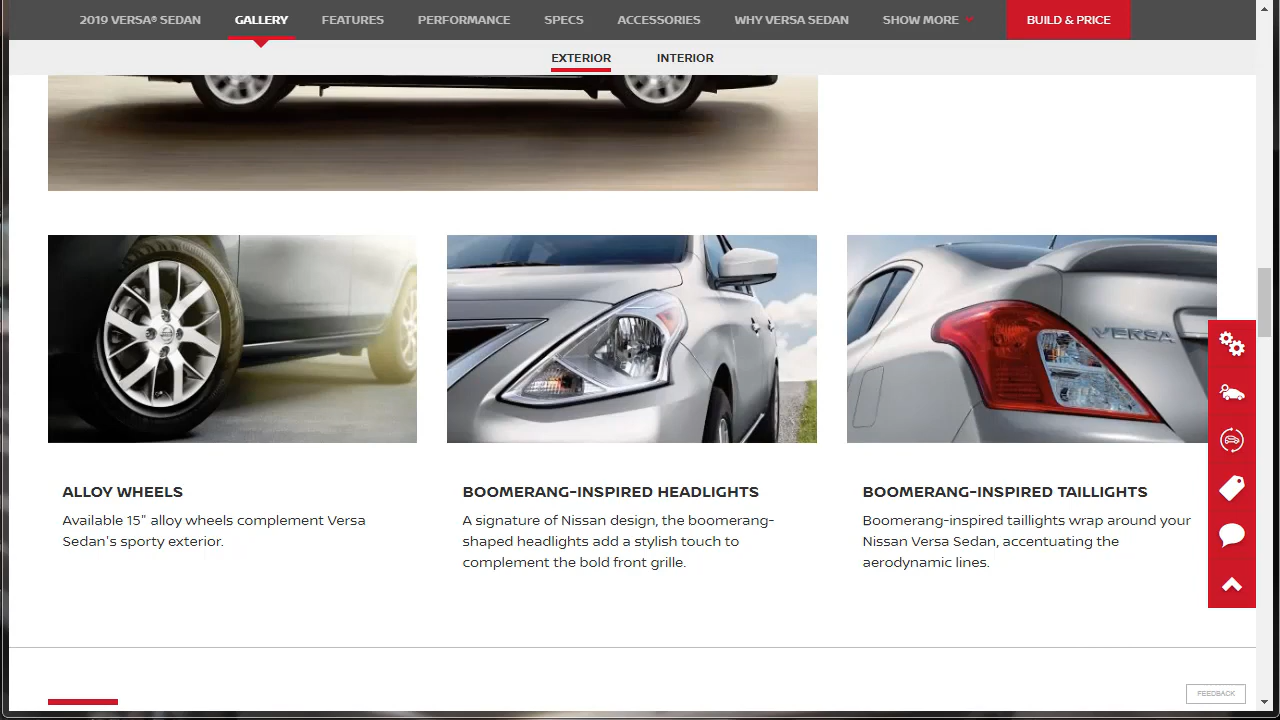 2019 VERSA® SEDAN GALLERY FEATURES PERFORMANCE SPECS ACCESSORIES WHY VERSA SEDAN SHOW MORE BUILD & PRICE
EXTERIOR INTERIOR
VERSA
ALLOY WHEELS
Available 15" alloy wheels complement Versa
Sedan's sporty exterior.
BOOMERANG-INSPIRED HEADLIGHTS
A signature of Nissan design, the boomerang-
shaped headlights add a stylish touch to
complement the bold front grille.
BOOMERANG-INSPIRED TAILLIGHTS
Boomerang-inspired taillights wrap around your
Nissan Versa Sedan, accentuating the
aerodynamic lines.
FEEDBACK